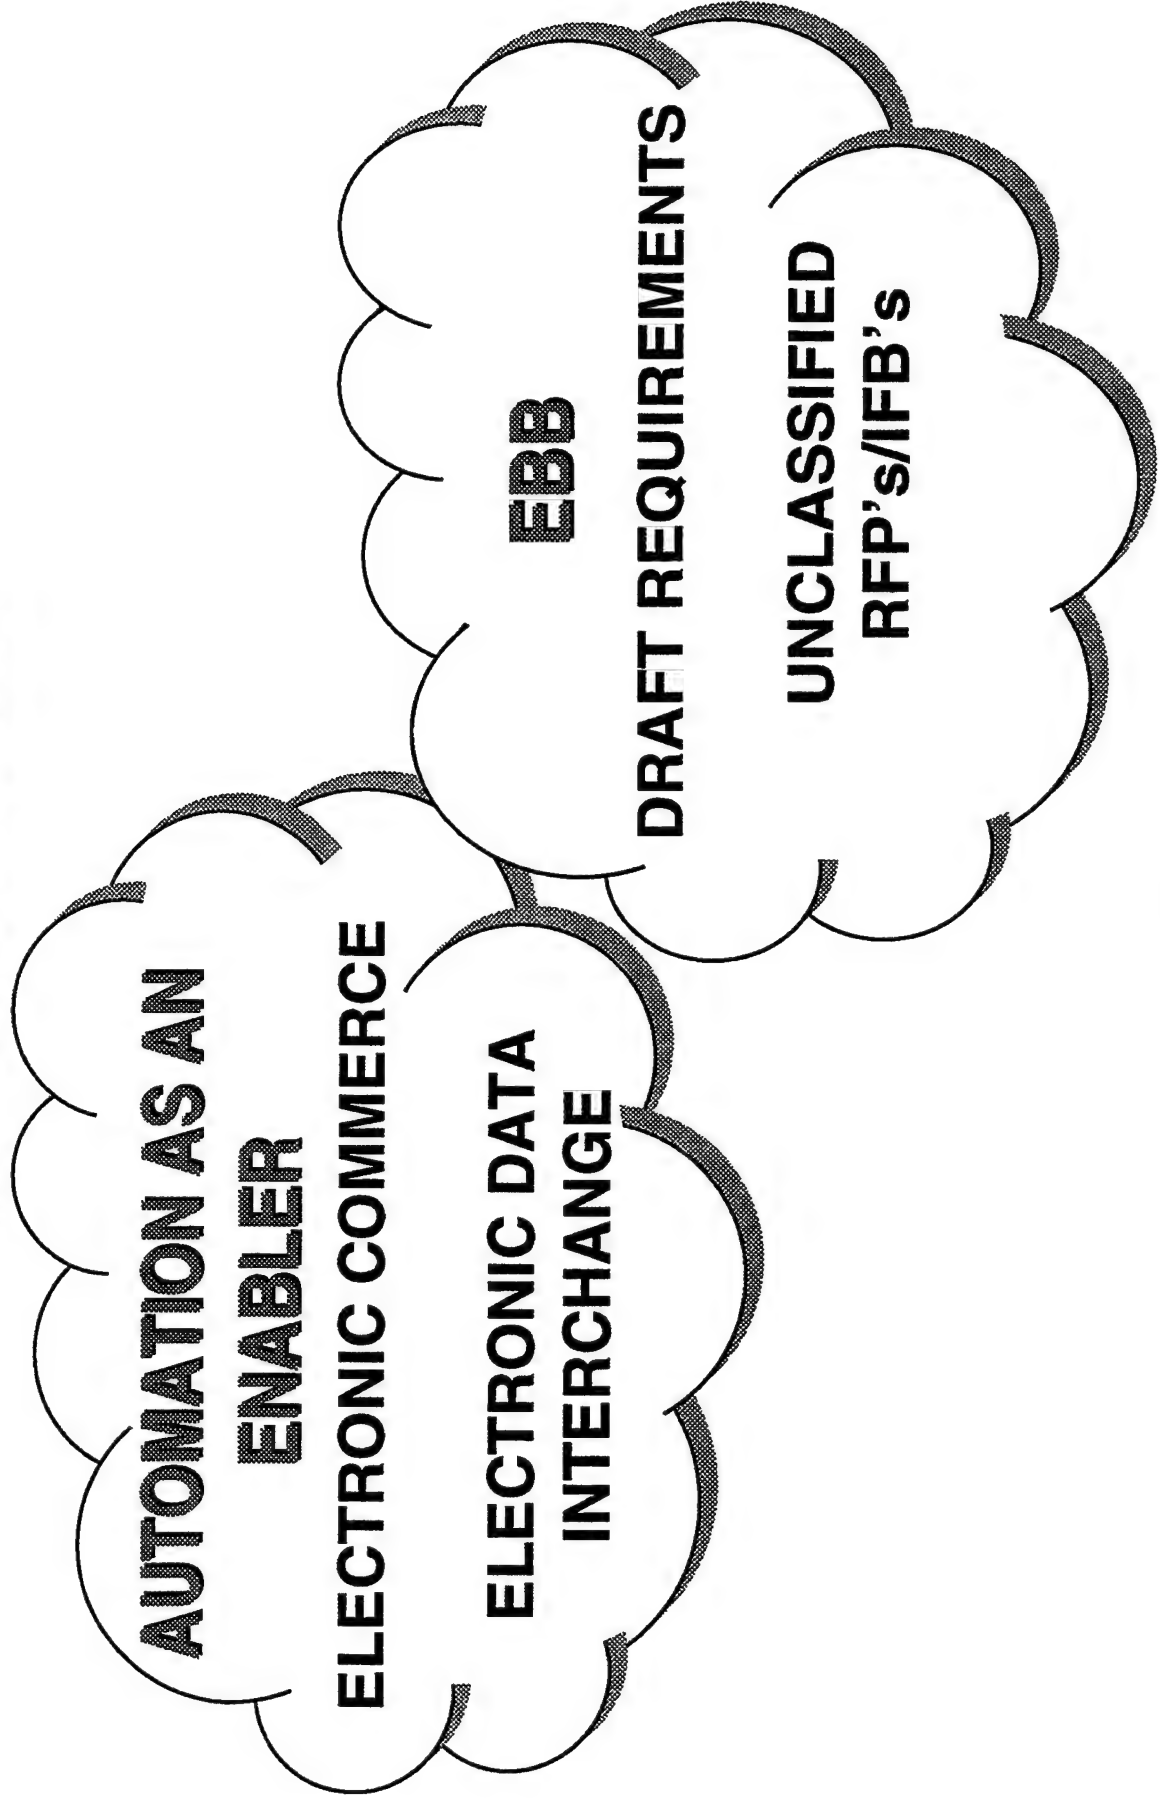 AUTOMATION AS AN
ENABLER
ELECTRONIC COMMERCE
ELECTRONIC DATA
INTERCHANGE
EBB
DRAFT REQUIREMENTS
UNCLASSIFIED
RFP's/IFB's